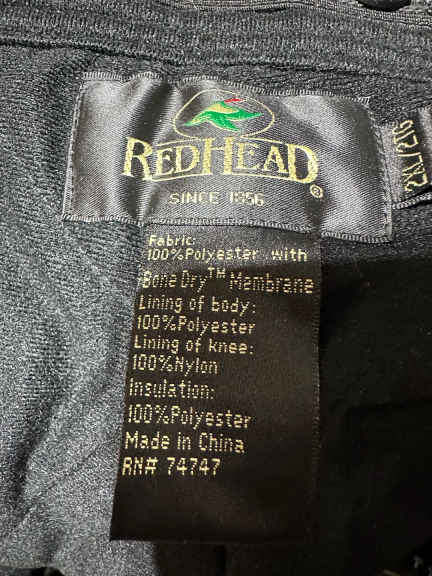 REDHEAD®
SINCE 1856
2XL/2TG
Fabric:
100%Polyester with
Bone Dry™ Membrane
Lining of body:
100%Polyester
Lining of knee:
100%Nylon
Insulation:
100%Polyester
Made in China
RN# 74747